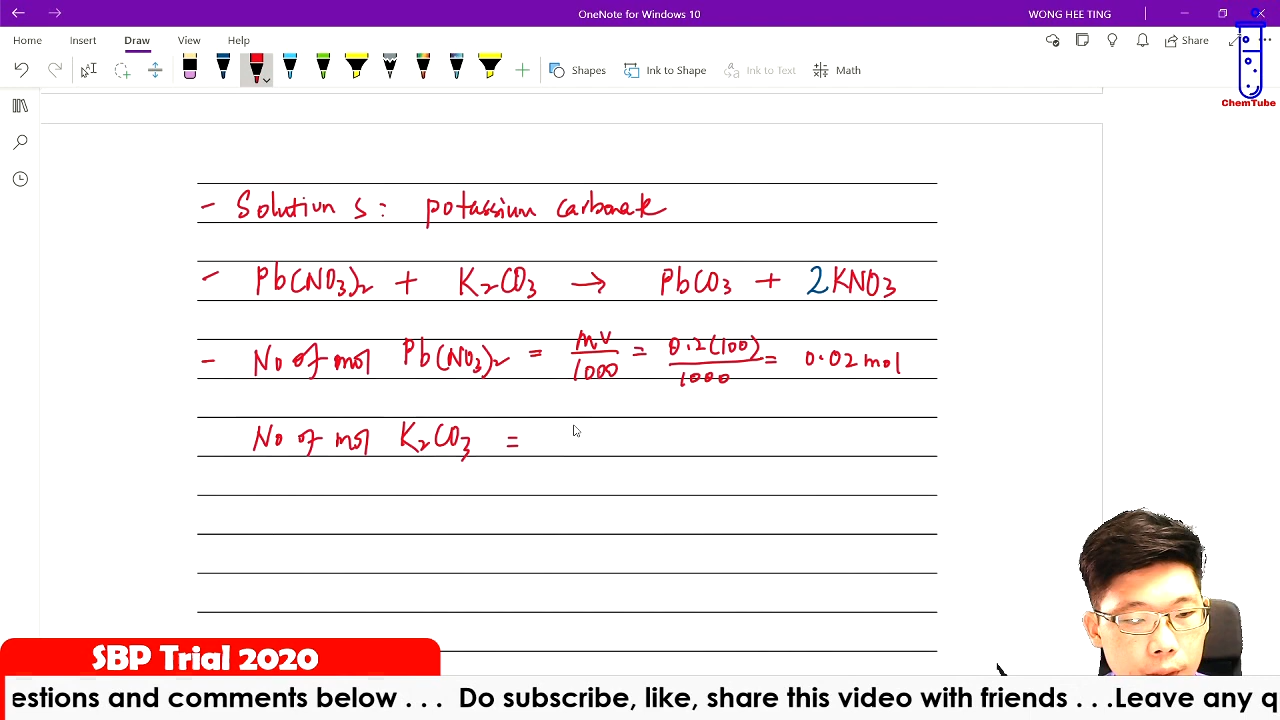 OneNote for Windows 10
WONG HEE TING
Home Insert Draw View Help
Share
Shapes Ink to Shape Ink to Text Math
ChemTube
- Solution S: potassium carbonate
- Pb(NO₃)₂ + K₂CO₃ → PbCO₃ + 2KNO₃
- No of mol Pb(NO₃)₂ = MV/1000 = 0.2(100)/1000 = 0.02 mol
No of mol K₂CO₃ =
SBP Trial 2020
estions and comments below . . . Do subscribe, like, share this video with friends . . .Leave any q